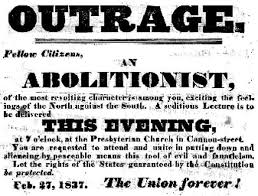 OUTRAGE.
Fellow Citizens,
AN
ABOLITIONIST,
of the most revolting character is among you, exciting the feel-
ings of the North against the South. A seditious Lecture is to
be delivered
THIS EVENING,
at 7 o'clock, at the Presbyterian Church in Cannon-street.
You are requested to attend and unite in putting down and
silencing by peaceable means this tool of evil and fanaticism.
Let the rights of the States guaranteed by the Constitution
be protected.
Feb. 27, 1837. The Union forever!